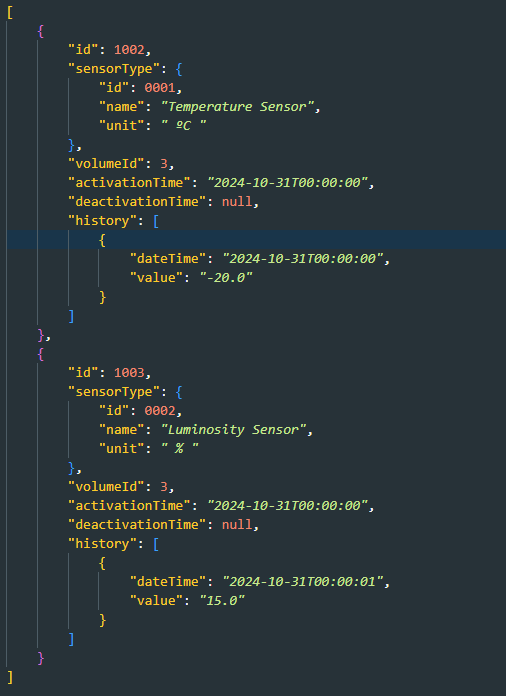 [
    {
        "id": 1002,
        "sensorType": {
            "id": 0001,
            "name": "Temperature Sensor",
            "unit": " ºC "
        },
        "volumeId": 3,
        "activationTime": "2024-10-31T00:00:00",
        "deactivationTime": null,
        "history": [
            {
                "dateTime": "2024-10-31T00:00:00",
                "value": "-20.0"
            }
        ]
    },
    {
        "id": 1003,
        "sensorType": {
            "id": 0002,
            "name": "Luminosity Sensor",
            "unit": " % "
        },
        "volumeId": 3,
        "activationTime": "2024-10-31T00:00:00",
        "deactivationTime": null,
        "history": [
            {
                "dateTime": "2024-10-31T00:00:01",
                "value": "15.0"
            }
        ]
    }
]